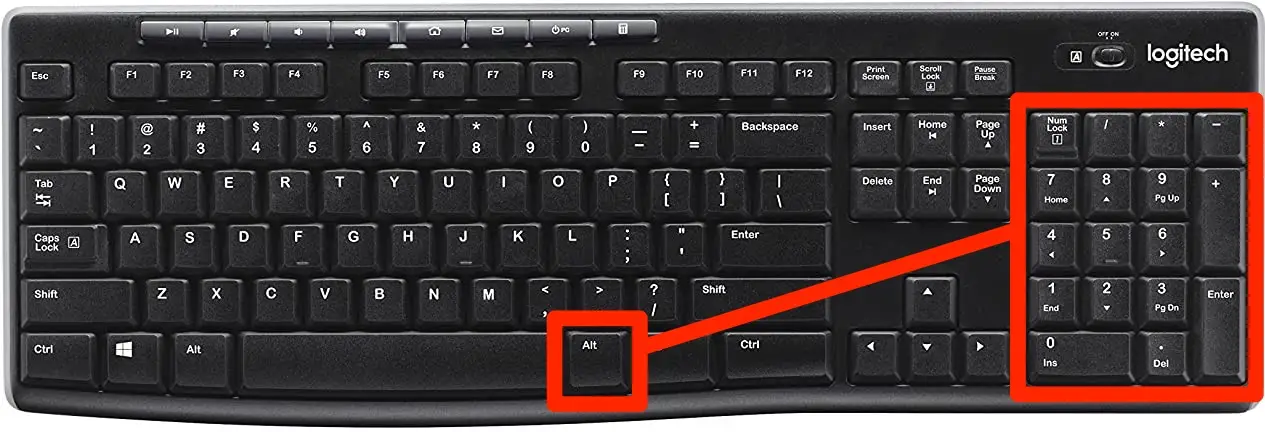 OFF ON
PC
A
logitech
Esc F1 F2 F3 F4 F5 F6 F7 F8 F9 F10 F11 F12
Print Screen
Scroll Lock
Pause Break
~ ! @ # $ % ^ & * ( ) — +
` 1 2 3 4 5 6 7 8 9 0 - =
Backspace
Insert
Home
Page Up
Num Lock
1
/ * -
Tab Q W E R T Y U I O P { } |
[ ] \
Delete
End
Page Down
7 8 9 +
Home Pg Up
Caps Lock A
A S D F G H J K L : "
; '
Enter
4 5 6
Shift Z X C V B N M < > ?
, /
Shift
1 2 3 Enter
End Pg Dn
Ctrl Alt Alt Ctrl
0 .
Ins Del